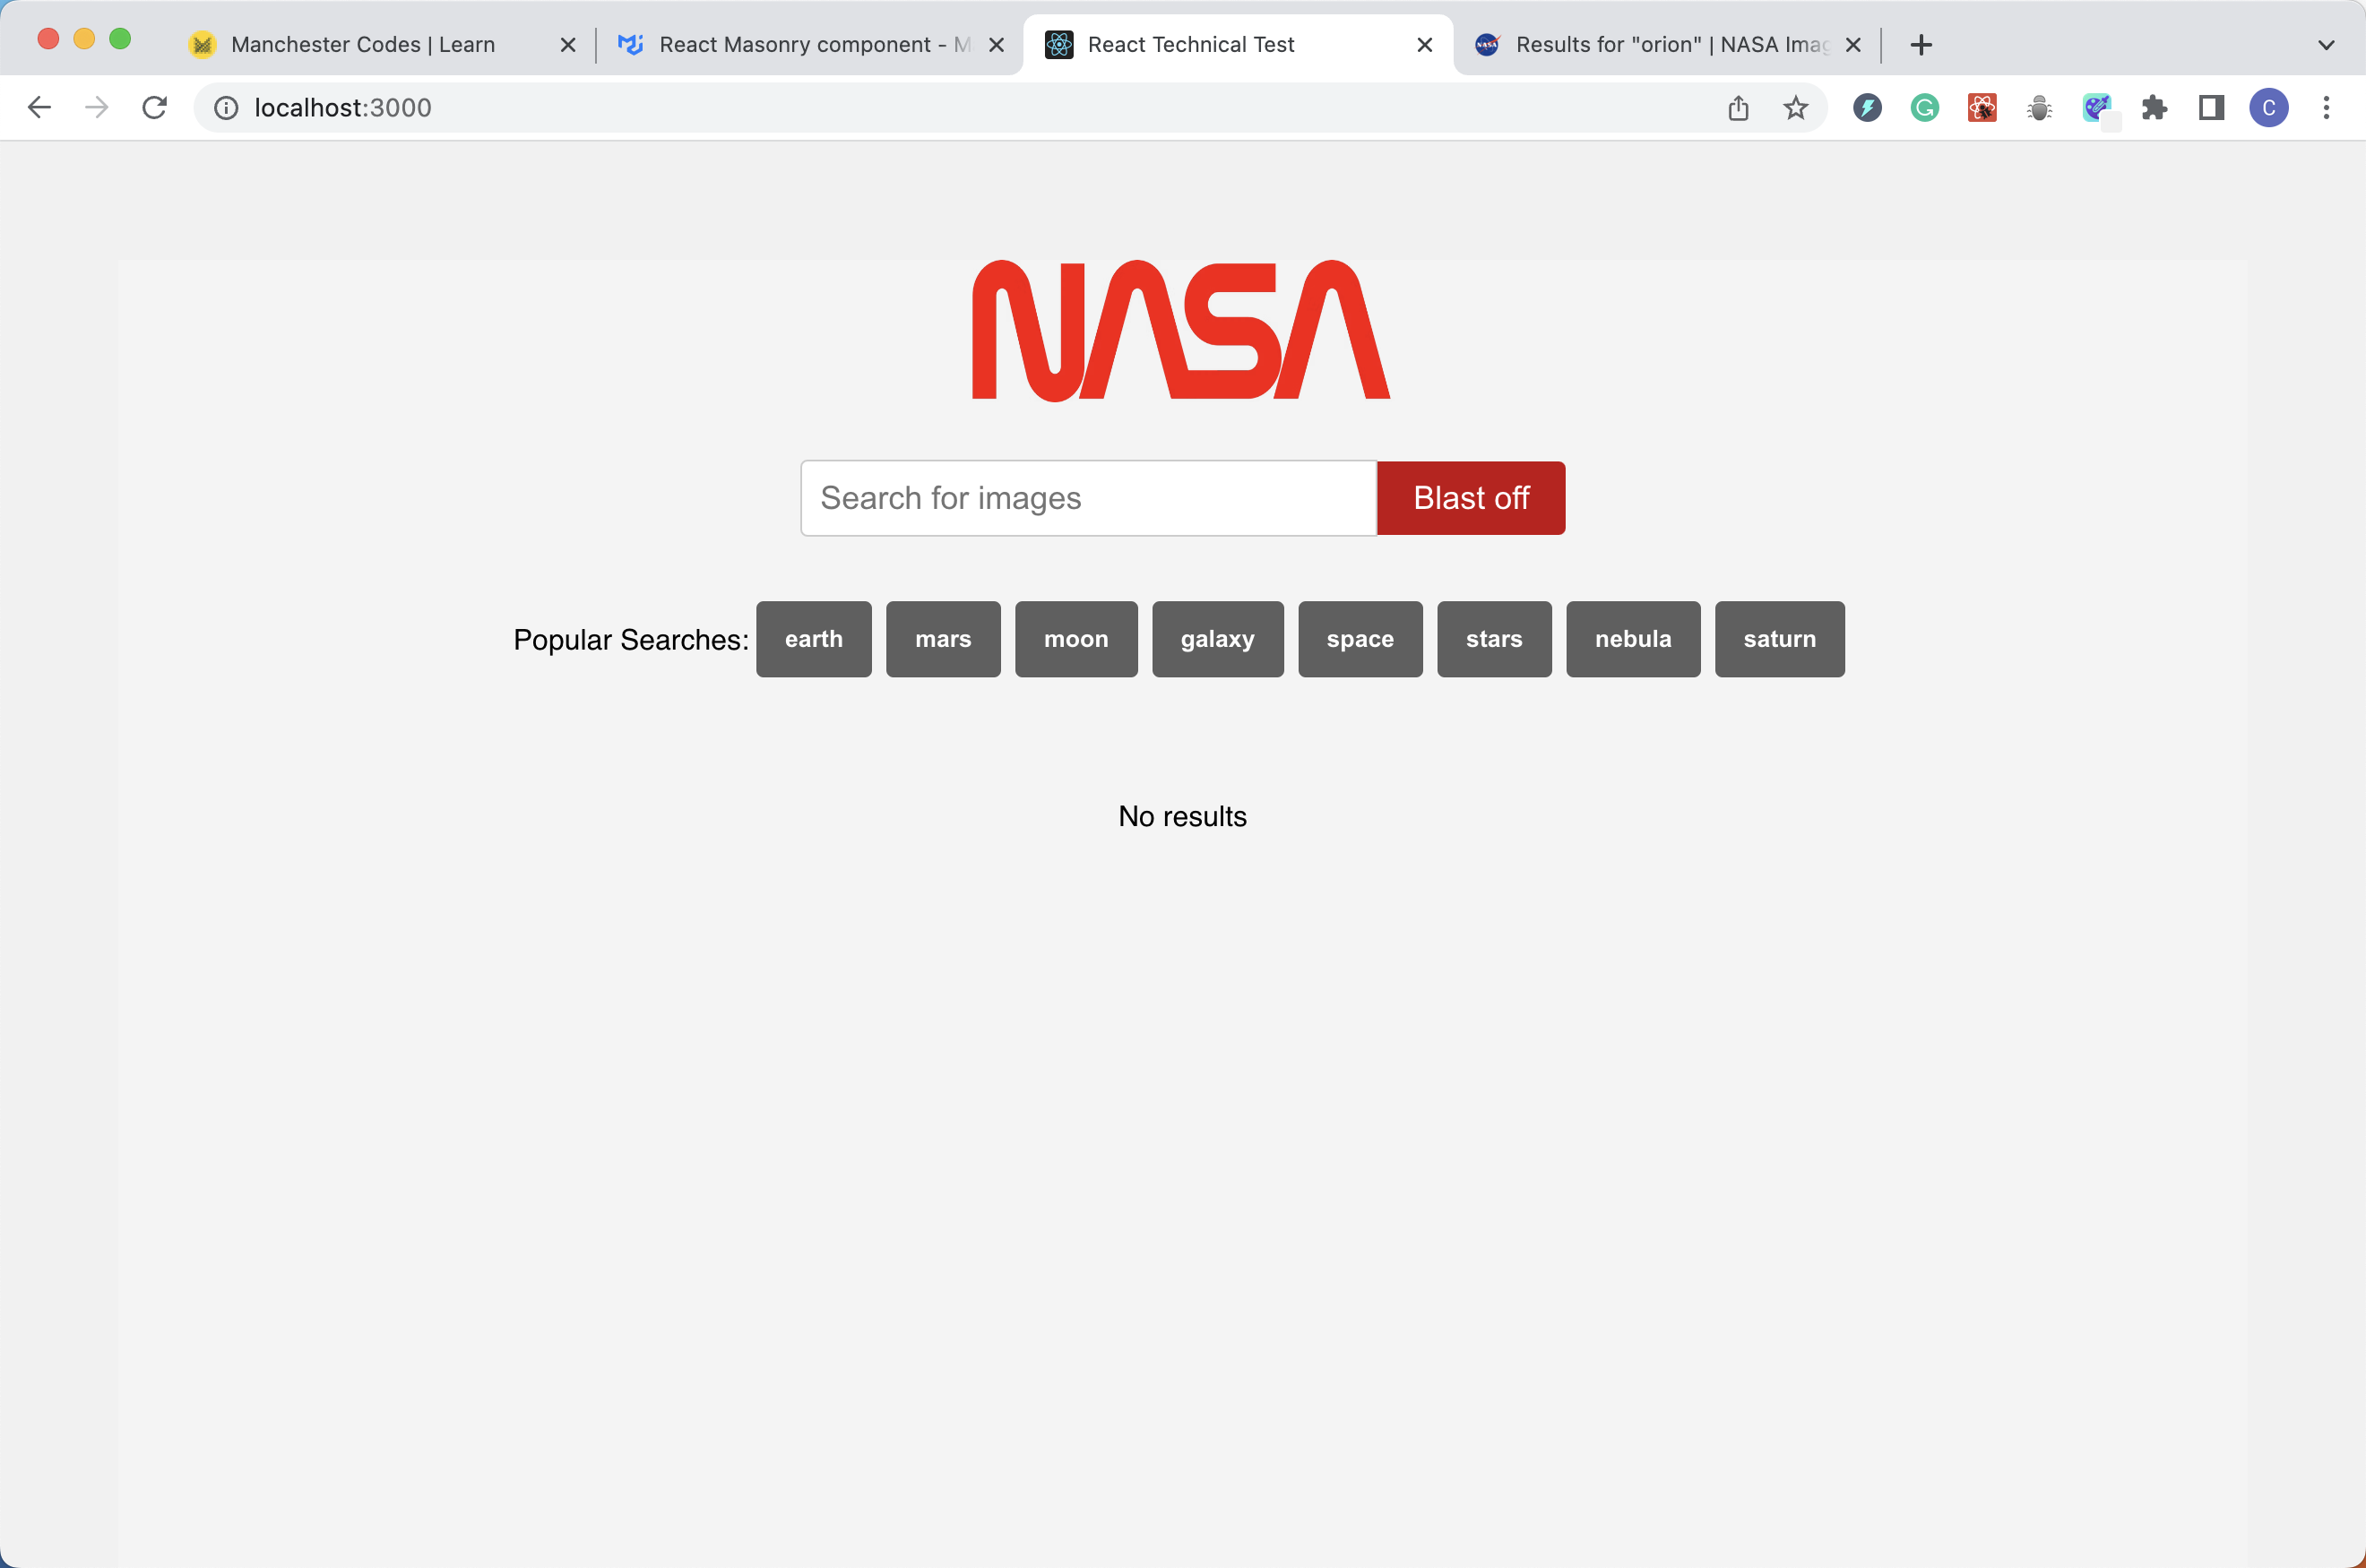 Manchester Codes | Learn
React Masonry component - M
React Technical Test
Results for "orion" | NASA Imag
localhost:3000
C
NASA
Search for images
Blast off
Popular Searches:
earth
mars
moon
galaxy
space
stars
nebula
saturn
No results